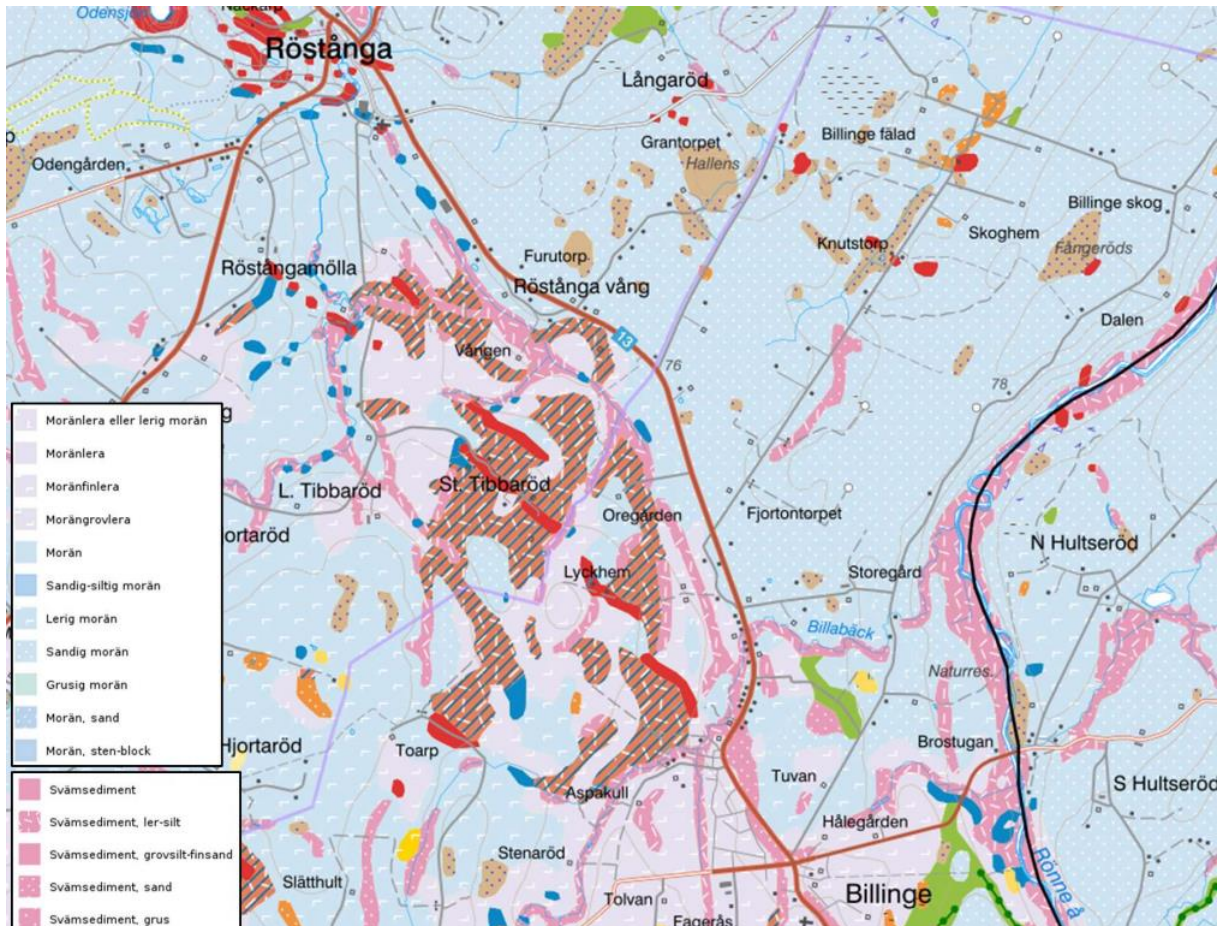 Odensjö
Nackarp
Röstånga
Långaröd
Billinge fälad
Grantorpet
Hallens
Odengården
Billinge skog
Knutstorp
Skoghem
Fångeröds
Furutorp
Röstångamölla
Röstånga vång
Dalen
13
Vången
76
78
Moränlera eller lerig morän
Moränlera
Moränfinlera
Morängrovlera
Morän
Sandig-siltig morän
Lerig morän
Sandig morän
Grusig morän
Morän, sand
Morän, sten-block
L. Tibbaröd
St. Tibbaröd
Oregården
Fjortontorpet
ortaröd
N Hultseröd
Lyckhem
Storegård
Billabäck
Naturres.
Hjortaröd
Toarp
Brostugan
Tuvan
S Hultseröd
Aspakull
Hålegården
Svämsediment
Svämsediment, ler-silt
Svämsediment, grovsilt-finsand
Svämsediment, sand
Svämsediment, grus
Stenaröd
Slätthult
Tolvan
Billinge
Rönne å
Fagerås